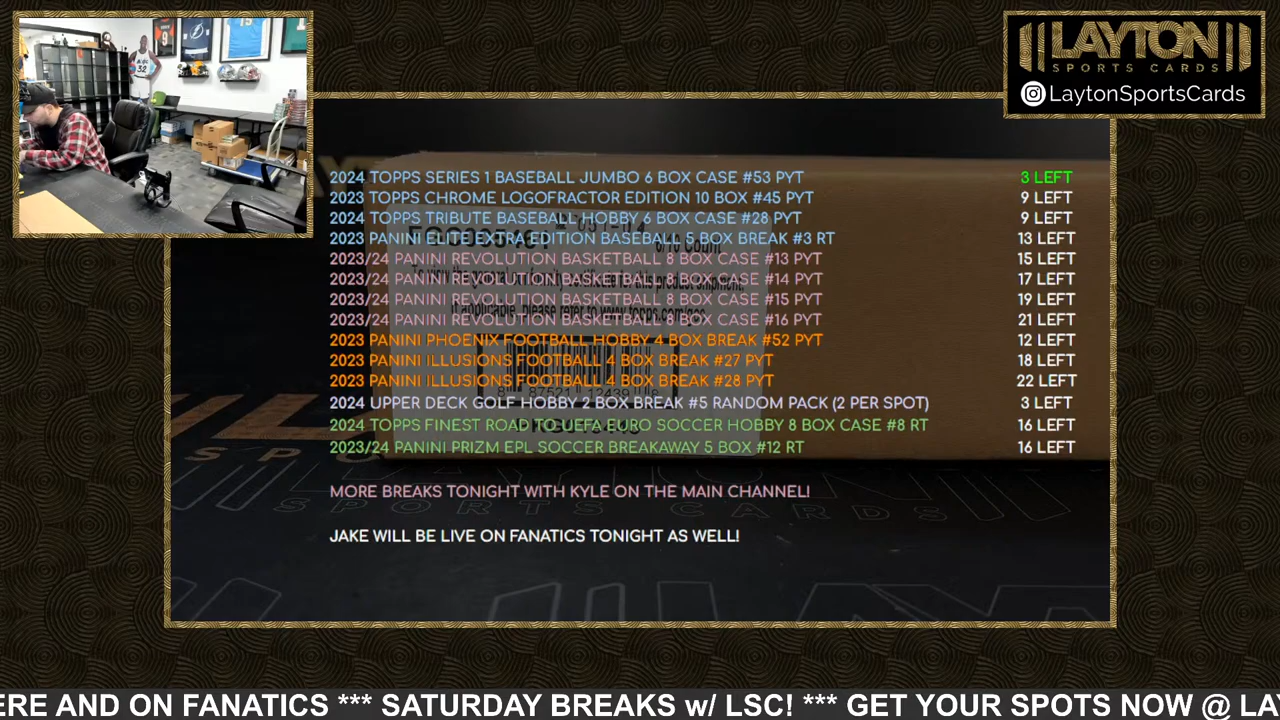 LAYTON
SPORTS CARDS
LaytonSportsCards
2024 TOPPS SERIES 1 BASEBALL JUMBO 6 BOX CASE #53 PYT 3 LEFT
2023 TOPPS CHROME LOGOFRACTOR EDITION 10 BOX #45 PYT 9 LEFT
2024 TOPPS TRIBUTE BASEBALL HOBBY 6 BOX CASE #28 PYT 9 LEFT
2023 PANINI ELITE EXTRA EDITION BASEBALL 5 BOX BREAK #3 RT 13 LEFT
2023/24 PANINI REVOLUTION BASKETBALL 8 BOX CASE #13 PYT 15 LEFT
2023/24 PANINI REVOLUTION BASKETBALL 8 BOX CASE #14 PYT 17 LEFT
2023/24 PANINI REVOLUTION BASKETBALL 8 BOX CASE #15 PYT 19 LEFT
2023/24 PANINI REVOLUTION BASKETBALL 8 BOX CASE #16 PYT 21 LEFT
2023 PANINI PHOENIX FOOTBALL HOBBY 4 BOX BREAK #52 PYT 12 LEFT
2023 PANINI ILLUSIONS FOOTBALL 4 BOX BREAK #27 PYT 18 LEFT
2023 PANINI ILLUSIONS FOOTBALL 4 BOX BREAK #28 PYT 22 LEFT
2024 UPPER DECK GOLF HOBBY 2 BOX BREAK #5 RANDOM PACK (2 PER SPOT) 3 LEFT
2024 TOPPS FINEST ROAD TO UEFA EURO SOCCER HOBBY 8 BOX CASE #8 RT 16 LEFT
2023/24 PANINI PRIZM EPL SOCCER BREAKAWAY 5 BOX #12 RT 16 LEFT
MORE BREAKS TONIGHT WITH KYLE ON THE MAIN CHANNEL!
SPORTS CARDS
JAKE WILL BE LIVE ON FANATICS TONIGHT AS WELL!
ERE AND ON FANATICS *** SATURDAY BREAKS w/ LSC! *** GET YOUR SPOTS NOW @ LA